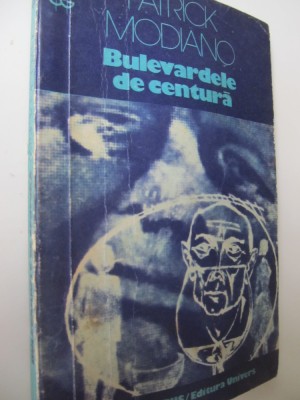 PATRICK
MODIANO
Bulevardele
de centură
/Editura Univers